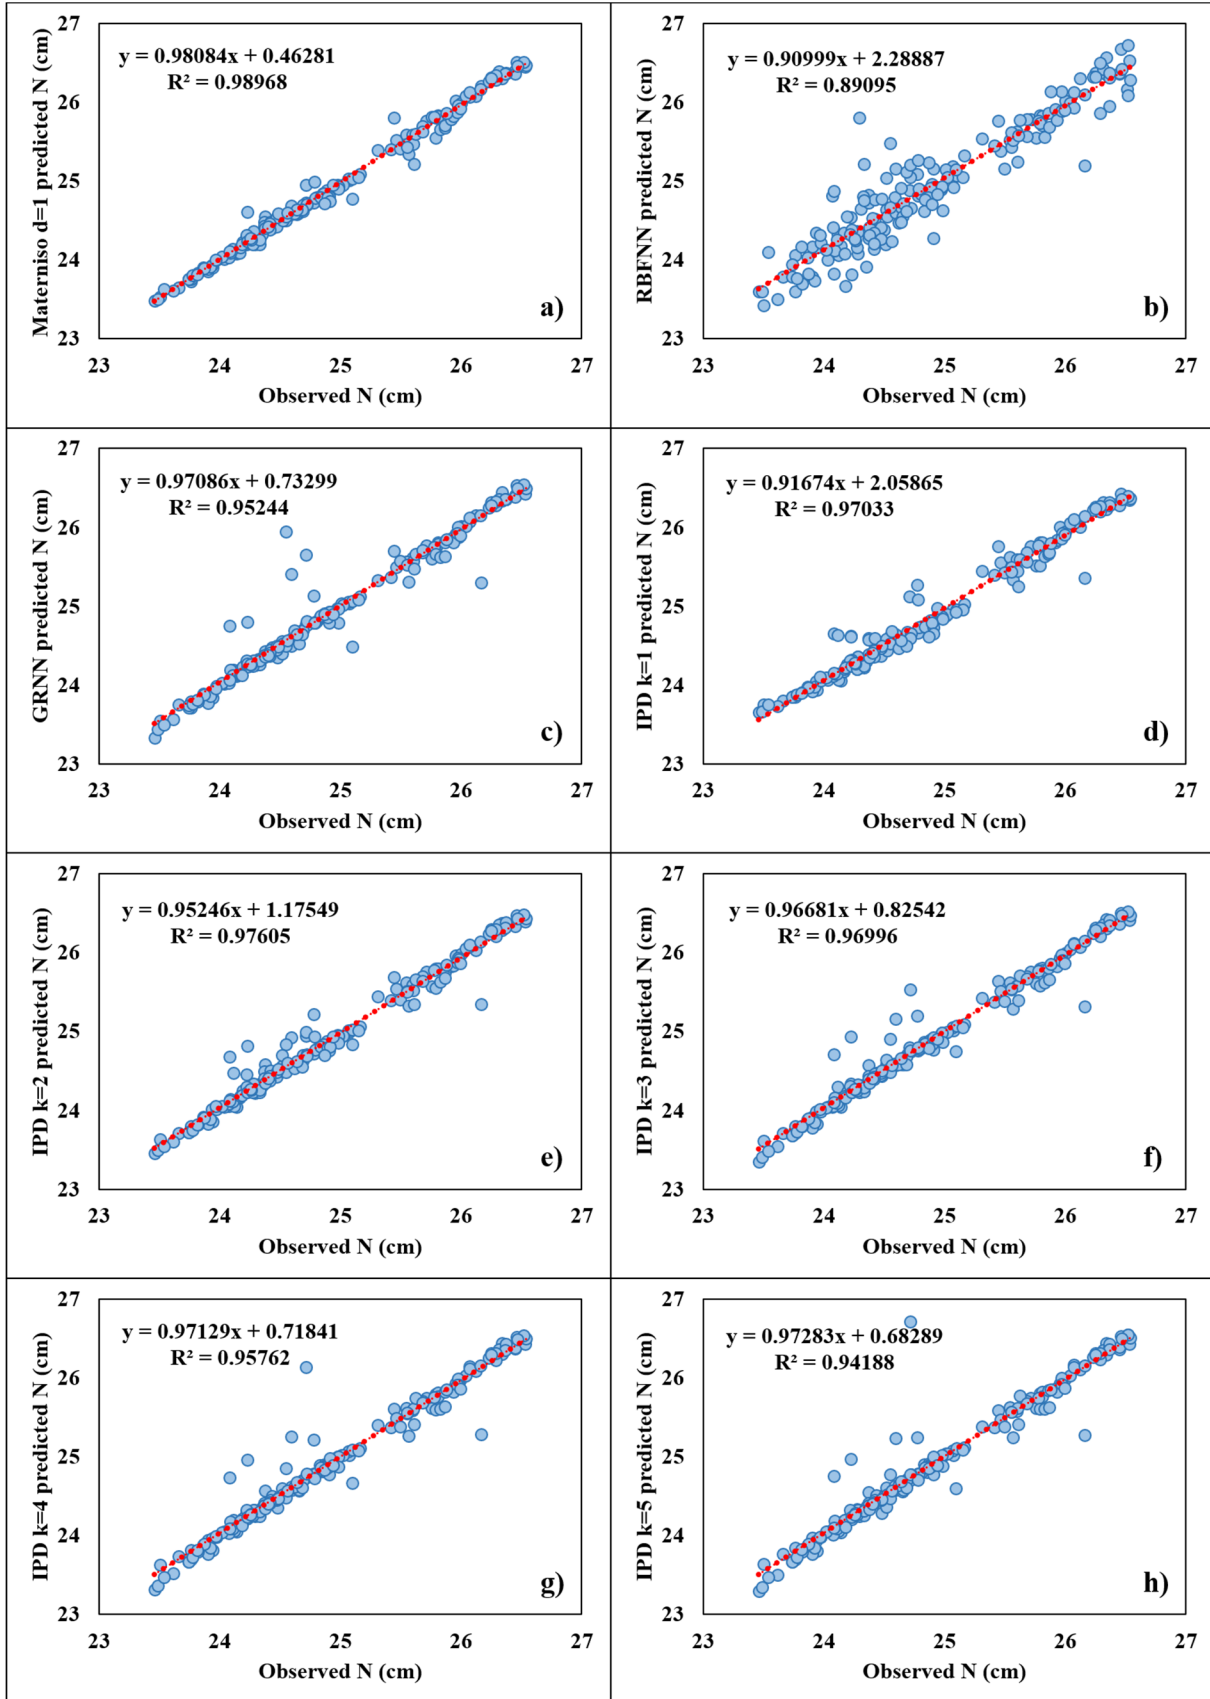 Materniso d=1 predicted N (cm)
27
26
25
24
23
y = 0.98084x + 0.46281
R² = 0.98968
a)
23 24 25 26 27
Observed N (cm)
RBFNN predicted N (cm)
27
26
25
24
23
y = 0.90999x + 2.28887
R² = 0.89095
b)
23 24 25 26 27
Observed N (cm)
GRNN predicted N (cm)
27
26
25
24
23
y = 0.97086x + 0.73299
R² = 0.95244
c)
23 24 25 26 27
Observed N (cm)
IPD k=1 predicted N (cm)
27
26
25
24
23
y = 0.91674x + 2.05865
R² = 0.97033
d)
23 24 25 26 27
Observed N (cm)
IPD k=2 predicted N (cm)
27
26
25
24
23
y = 0.95246x + 1.17549
R² = 0.97605
e)
23 24 25 26 27
Observed N (cm)
IPD k=3 predicted N (cm)
27
26
25
24
23
y = 0.96681x + 0.82542
R² = 0.96996
f)
23 24 25 26 27
Observed N (cm)
IPD k=4 predicted N (cm)
27
26
25
24
23
y = 0.97129x + 0.71841
R² = 0.95762
g)
23 24 25 26 27
Observed N (cm)
IPD k=5 predicted N (cm)
27
26
25
24
23
y = 0.97283x + 0.68289
R² = 0.94188
h)
23 24 25 26 27
Observed N (cm)